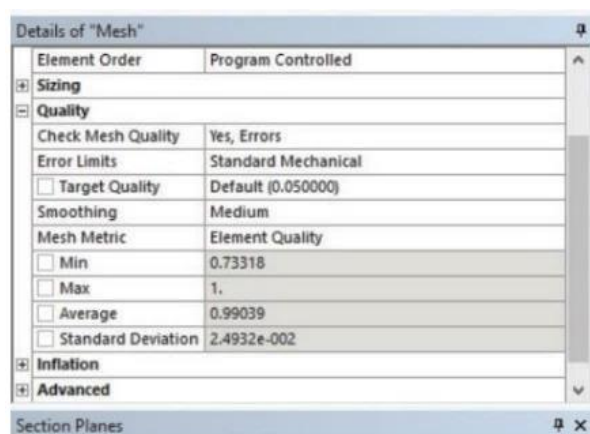 Details of "Mesh"
Element Order Program Controlled
Sizing
Quality
Check Mesh Quality Yes, Errors
Error Limits Standard Mechanical
Target Quality Default (0.050000)
Smoothing Medium
Mesh Metric Element Quality
Min 0.73318
Max 1.
Average 0.99039
Standard Deviation 2.4932e-002
Inflation
Advanced
Section Planes